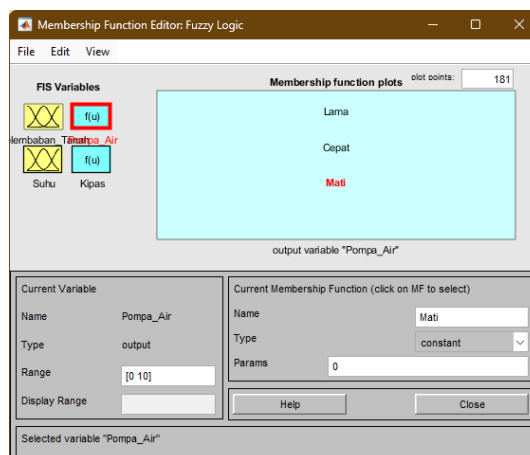 Membership Function Editor: Fuzzy Logic
File Edit View
FIS Variables
Membership function plots
plot points:
181
f(u)
Pompa_Air
f(u)
Suhu
Kipas
Lama
Cepat
Mati
output variable "Pompa_Air"
Current Variable
Name Pompa_Air
Type output
Range [0 10]
Display Range
Current Membership Function (click on MF to select)
Name Mati
Type constant
Params 0
Help Close
Selected variable "Pompa_Air"